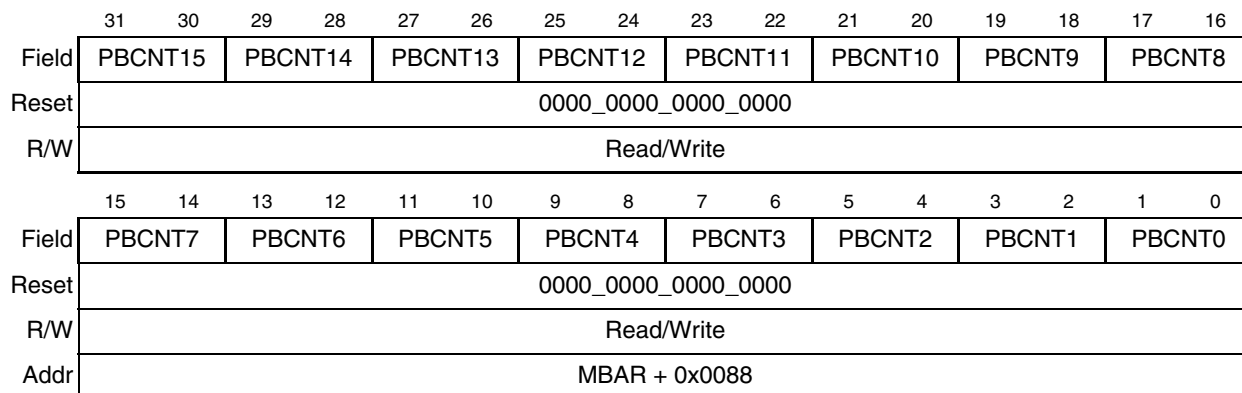 31 30 29 28 27 26 25 24 23 22 21 20 19 18 17 16
Field PBCNT15 PBCNT14 PBCNT13 PBCNT12 PBCNT11 PBCNT10 PBCNT9 PBCNT8
Reset 0000_0000_0000_0000
R/W Read/Write
15 14 13 12 11 10 9 8 7 6 5 4 3 2 1 0
Field PBCNT7 PBCNT6 PBCNT5 PBCNT4 PBCNT3 PBCNT2 PBCNT1 PBCNT0
Reset 0000_0000_0000_0000
R/W Read/Write
Addr MBAR + 0x0088